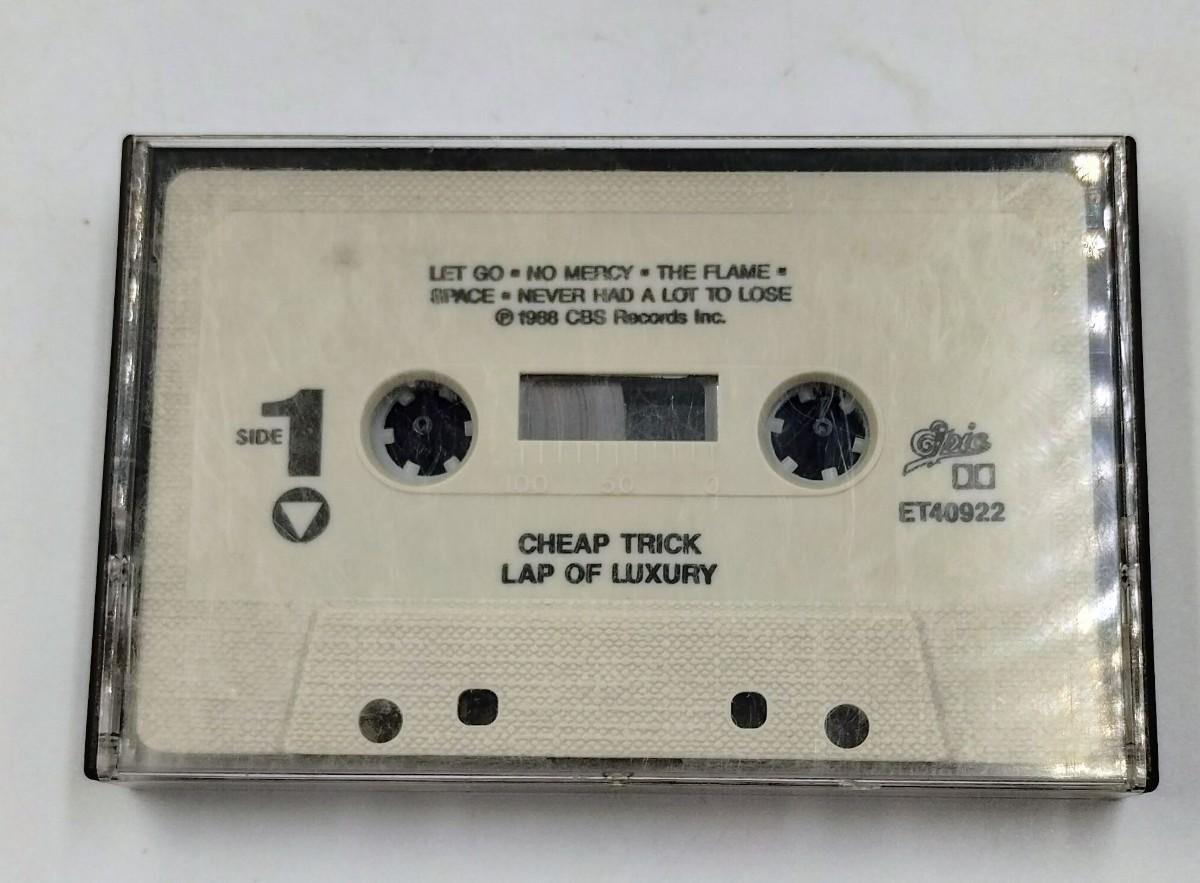 LET GO • NO MERCY • THE FLAME •
SPACE • NEVER HAD A LOT TO LOSE
℗ 1988 CBS Records Inc.
SIDE 1
100 50 0
Epic
ET40922
CHEAP TRICK
LAP OF LUXURY